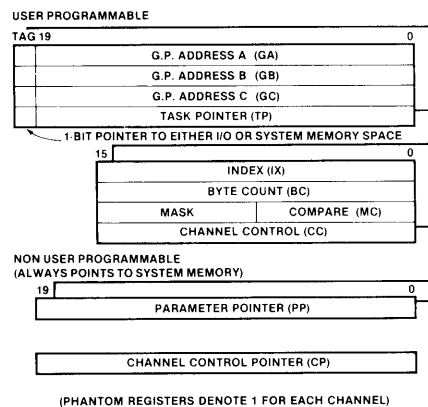 USER PROGRAMMABLE
TAG 19 0
G.P. ADDRESS A (GA)
G.P. ADDRESS B (GB)
G.P. ADDRESS C (GC)
TASK POINTER (TP)
1-BIT POINTER TO EITHER I/O OR SYSTEM MEMORY SPACE
15 0
INDEX (IX)
BYTE COUNT (BC)
MASK COMPARE (MC)
CHANNEL CONTROL (CC)
NON USER PROGRAMMABLE
(ALWAYS POINTS TO SYSTEM MEMORY)
19 0
PARAMETER POINTER (PP)
CHANNEL CONTROL POINTER (CP)
(PHANTOM REGISTERS DENOTE 1 FOR EACH CHANNEL)